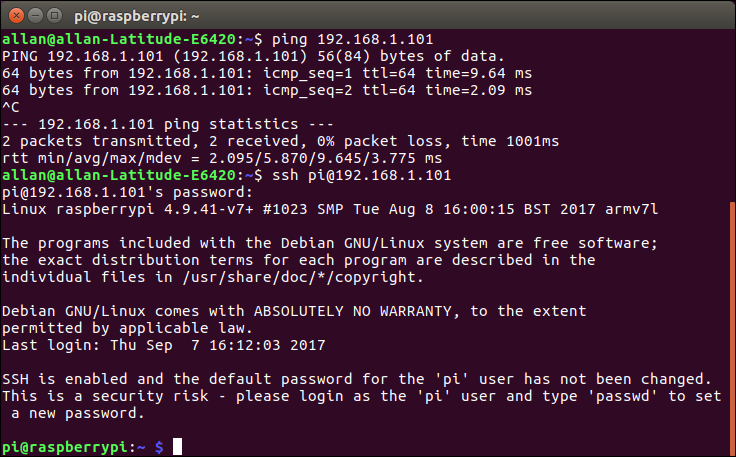 pi@raspberrypi: ~
allan@allan-Latitude-E6420:~$ ping 192.168.1.101
PING 192.168.1.101 (192.168.1.101) 56(84) bytes of data.
64 bytes from 192.168.1.101: icmp_seq=1 ttl=64 time=9.64 ms
64 bytes from 192.168.1.101: icmp_seq=2 ttl=64 time=2.09 ms
^C
--- 192.168.1.101 ping statistics ---
2 packets transmitted, 2 received, 0% packet loss, time 1001ms
rtt min/avg/max/mdev = 2.095/5.870/9.645/3.775 ms
allan@allan-Latitude-E6420:~$ ssh pi@192.168.1.101
pi@192.168.1.101's password:
Linux raspberrypi 4.9.41-v7+ #1023 SMP Tue Aug 8 16:00:15 BST 2017 armv7l

The programs included with the Debian GNU/Linux system are free software;
the exact distribution terms for each program are described in the
individual files in /usr/share/doc/*/copyright.

Debian GNU/Linux comes with ABSOLUTELY NO WARRANTY, to the extent
permitted by applicable law.
Last login: Thu Sep  7 16:12:03 2017

SSH is enabled and the default password for the 'pi' user has not been changed.
This is a security risk - please login as the 'pi' user and type 'passwd' to set
 a new password.

pi@raspberrypi:~ $